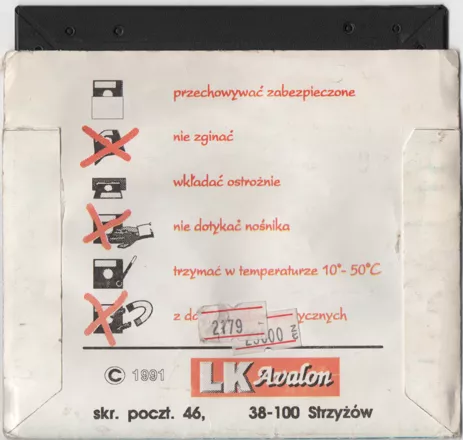 przechowywać zabezpieczone
nie zginać
wkładać ostrożnie
nie dotykać nośnika
trzymać w temperaturze 10°- 50°C
z
2179
© 1991
LK Avalon
skr. poczt. 46, 38-100 Strzyżów